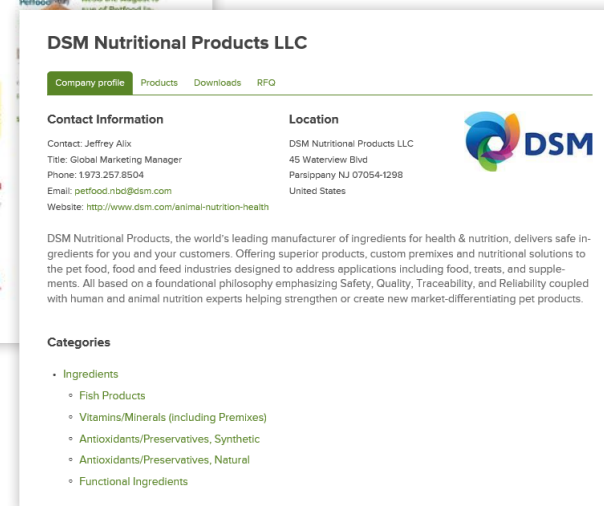 Petfood
DSM Nutritional Products LLC
Company profile Products Downloads RFQ
Contact Information
Contact: Jeffrey Alix
Title: Global Marketing Manager
Phone: 1.973.257.8504
Email: petfood.nbd@dsm.com
Website: http://www.dsm.com/animal-nutrition-health
Location
DSM Nutritional Products LLC
45 Waterview Blvd
Parsippany NJ 07054-1298
United States
DSM
DSM Nutritional Products, the world's leading manufacturer of ingredients for health & nutrition, delivers safe in-
gredients for you and your customers. Offering superior products, custom premixes and nutritional solutions to
the pet food, food and feed industries designed to address applications including food, treats, and supple-
ments. All based on a foundational philosophy emphasizing Safety, Quality, Traceability, and Reliability coupled
with human and animal nutrition experts helping strengthen or create new market-differentiating pet products.
Categories
• Ingredients
◦ Fish Products
◦ Vitamins/Minerals (including Premixes)
◦ Antioxidants/Preservatives, Synthetic
◦ Antioxidants/Preservatives, Natural
◦ Functional Ingredients